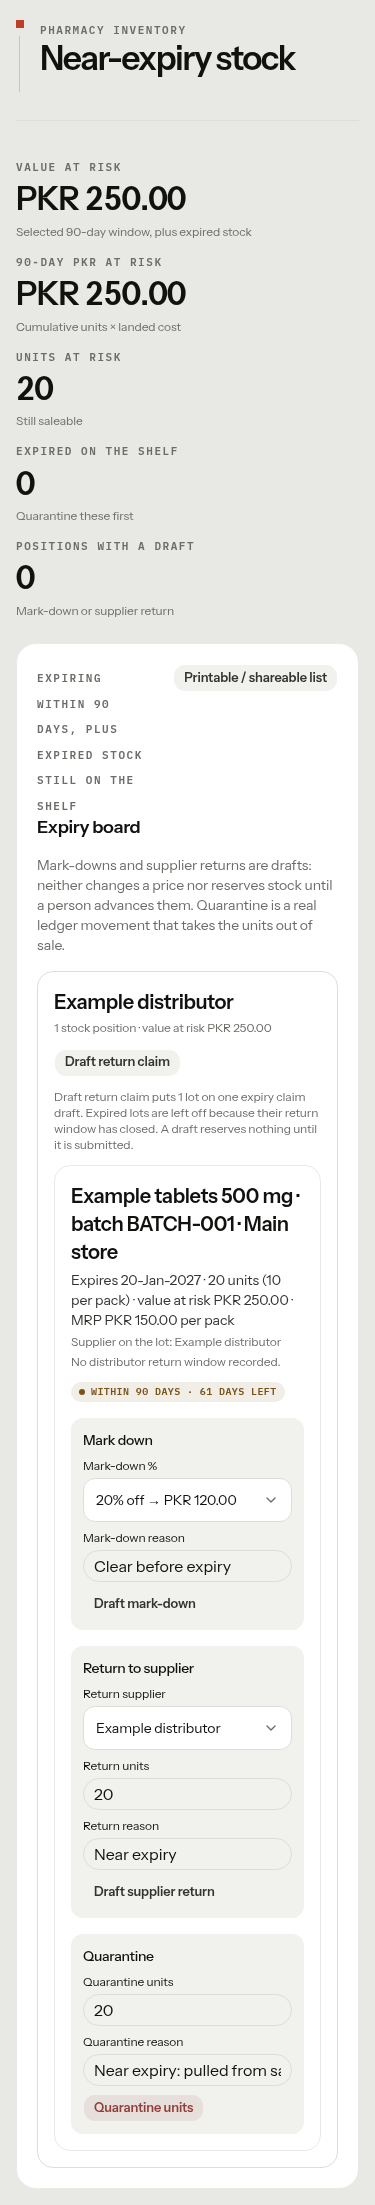 PHARMACY INVENTORY
Near-expiry stock
VALUE AT RISK
PKR 250.00
Selected 90-day window, plus expired stock
90-DAY PKR AT RISK
PKR 250.00
Cumulative units × landed cost
UNITS AT RISK
20
Still saleable
EXPIRED ON THE SHELF
0
Quarantine these first
POSITIONS WITH A DRAFT
0
Mark-down or supplier return
EXPIRING
WITHIN 90
DAYS, PLUS
EXPIRED STOCK
STILL ON THE
SHELF
Printable / shareable list
Expiry board
Mark-downs and supplier returns are drafts:
neither changes a price nor reserves stock until
a person advances them. Quarantine is a real
ledger movement that takes the units out of
sale.
Example distributor
1 stock position · value at risk PKR 250.00
Draft return claim
Draft return claim puts 1 lot on one expiry claim
draft. Expired lots are left off because their return
window has closed. A draft reserves nothing until
it is submitted.
Example tablets 500 mg ·
batch BATCH-001 · Main
store
Expires 20-Jan-2027 · 20 units (10
per pack) · value at risk PKR 250.00 ·
MRP PKR 150.00 per pack
Supplier on the lot: Example distributor
No distributor return window recorded.
WITHIN 90 DAYS · 61 DAYS LEFT
Mark down
Mark-down %
20% off → PKR 120.00
Mark-down reason
Clear before expiry
Draft mark-down
Return to supplier
Return supplier
Example distributor
Return units
20
Return reason
Near expiry
Draft supplier return
Quarantine
Quarantine units
20
Quarantine reason
Near expiry: pulled from
Quarantine units